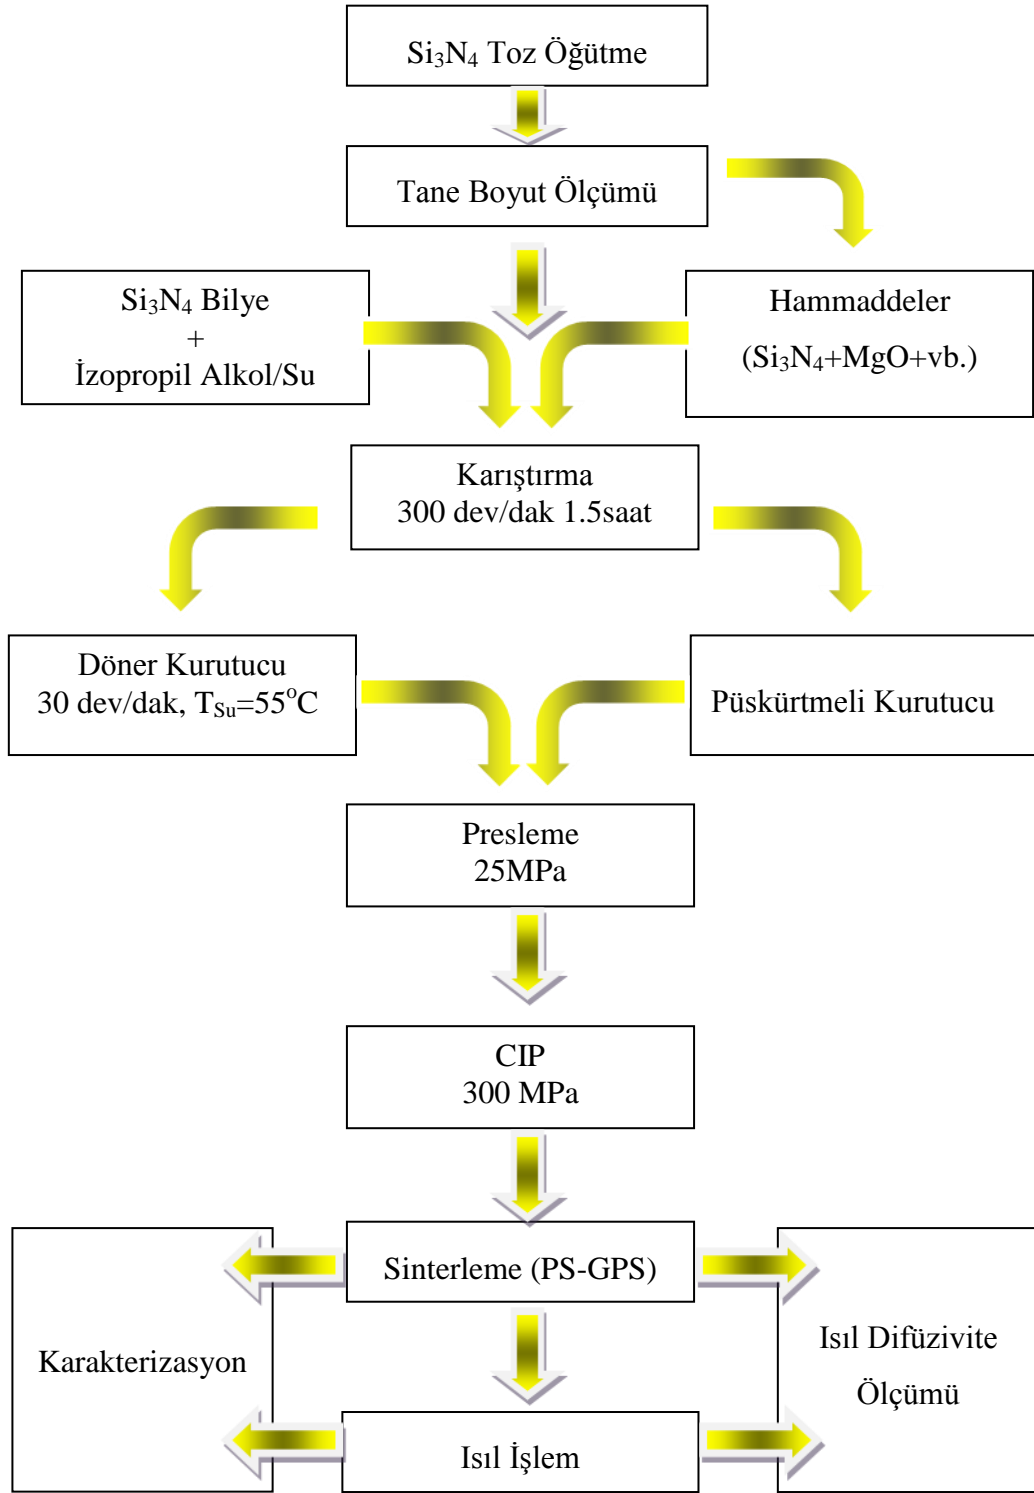 Si₃N₄ Toz Öğütme
Tane Boyut Ölçümü
Si₃N₄ Bilye
+
İzopropil Alkol/Su
Hammaddeler
(Si₃N₄+MgO+vb.)
Karıştırma
300 dev/dak 1.5saat
Döner Kurutucu
30 dev/dak, T_Su=55°C
Püskürtmeli Kurutucu
Presleme
25MPa
CIP
300 MPa
Sinterleme (PS-GPS)
Karakterizasyon
Isıl Difüzivite
Ölçümü
Isıl İşlem